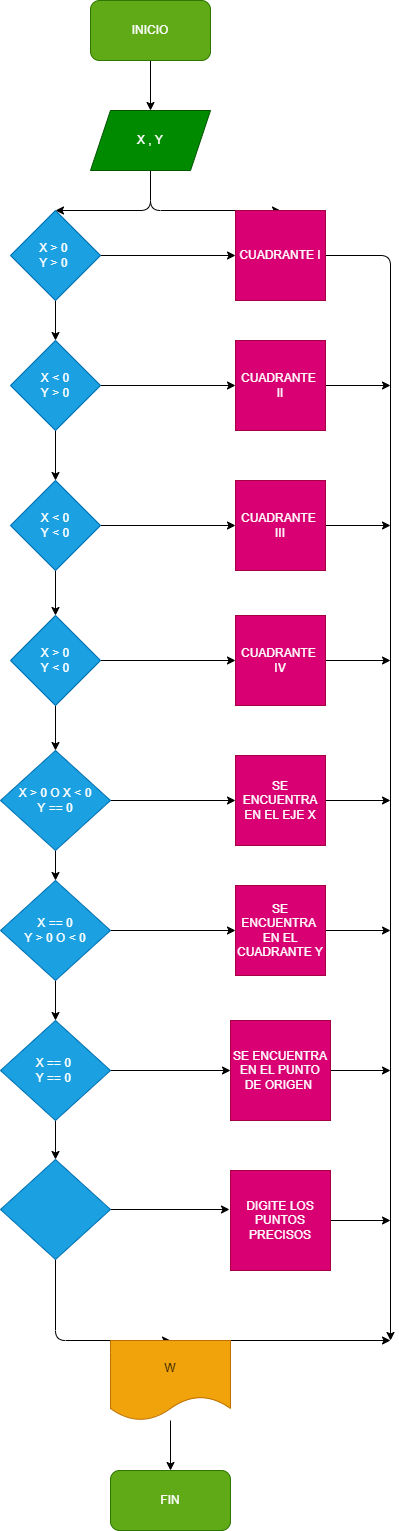 INICIO
X , Y
X > 0
Y > 0
CUADRANTE I
X < 0
Y > 0
CUADRANTE
II
X < 0
Y < 0
CUADRANTE
III
X > 0
Y < 0
CUADRANTE
IV
X > 0 O X < 0
Y == 0
SE
ENCUENTRA
EN EL EJE X
X == 0
Y > 0 O < 0
SE
ENCUENTRA
EN EL
CUADRANTE Y
X == 0
Y == 0
SE ENCUENTRA
EN EL PUNTO
DE ORIGEN
DIGITE LOS
PUNTOS
PRECISOS
W
FIN